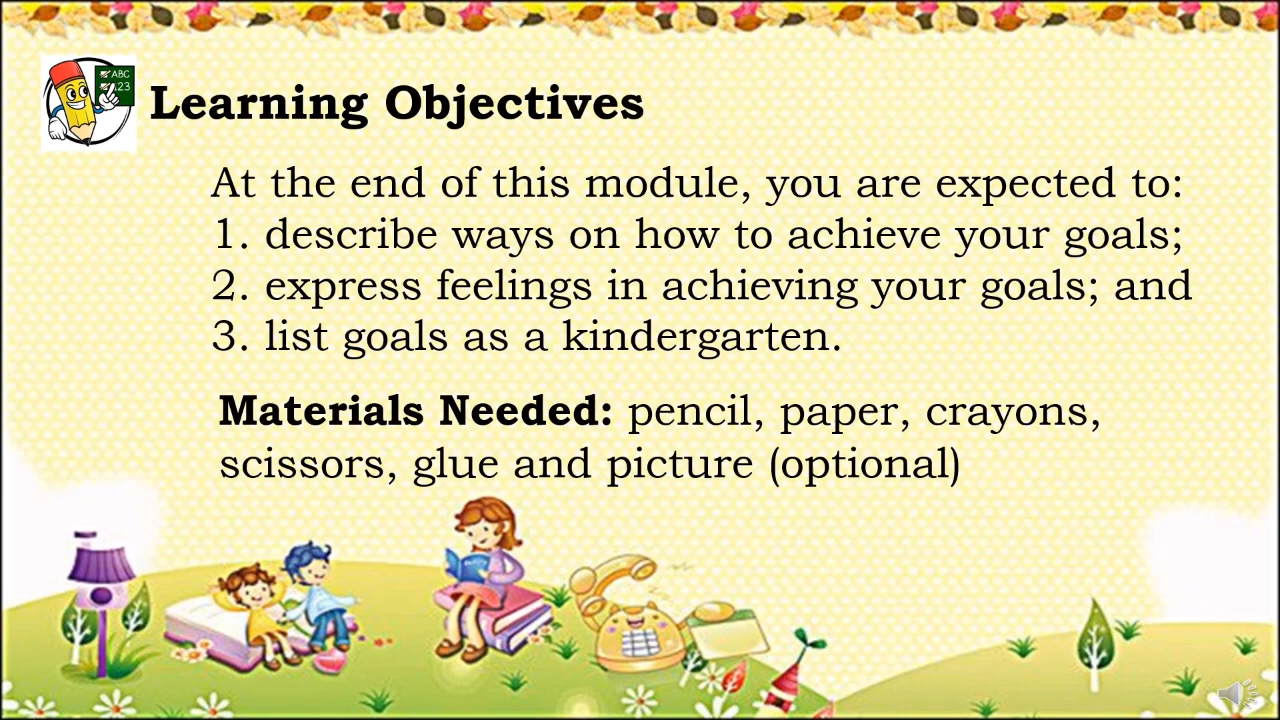 ABC
123
Learning Objectives
At the end of this module, you are expected to:
1. describe ways on how to achieve your goals;
2. express feelings in achieving your goals; and
3. list goals as a kindergarten.
Materials Needed: pencil, paper, crayons,
scissors, glue and picture (optional)